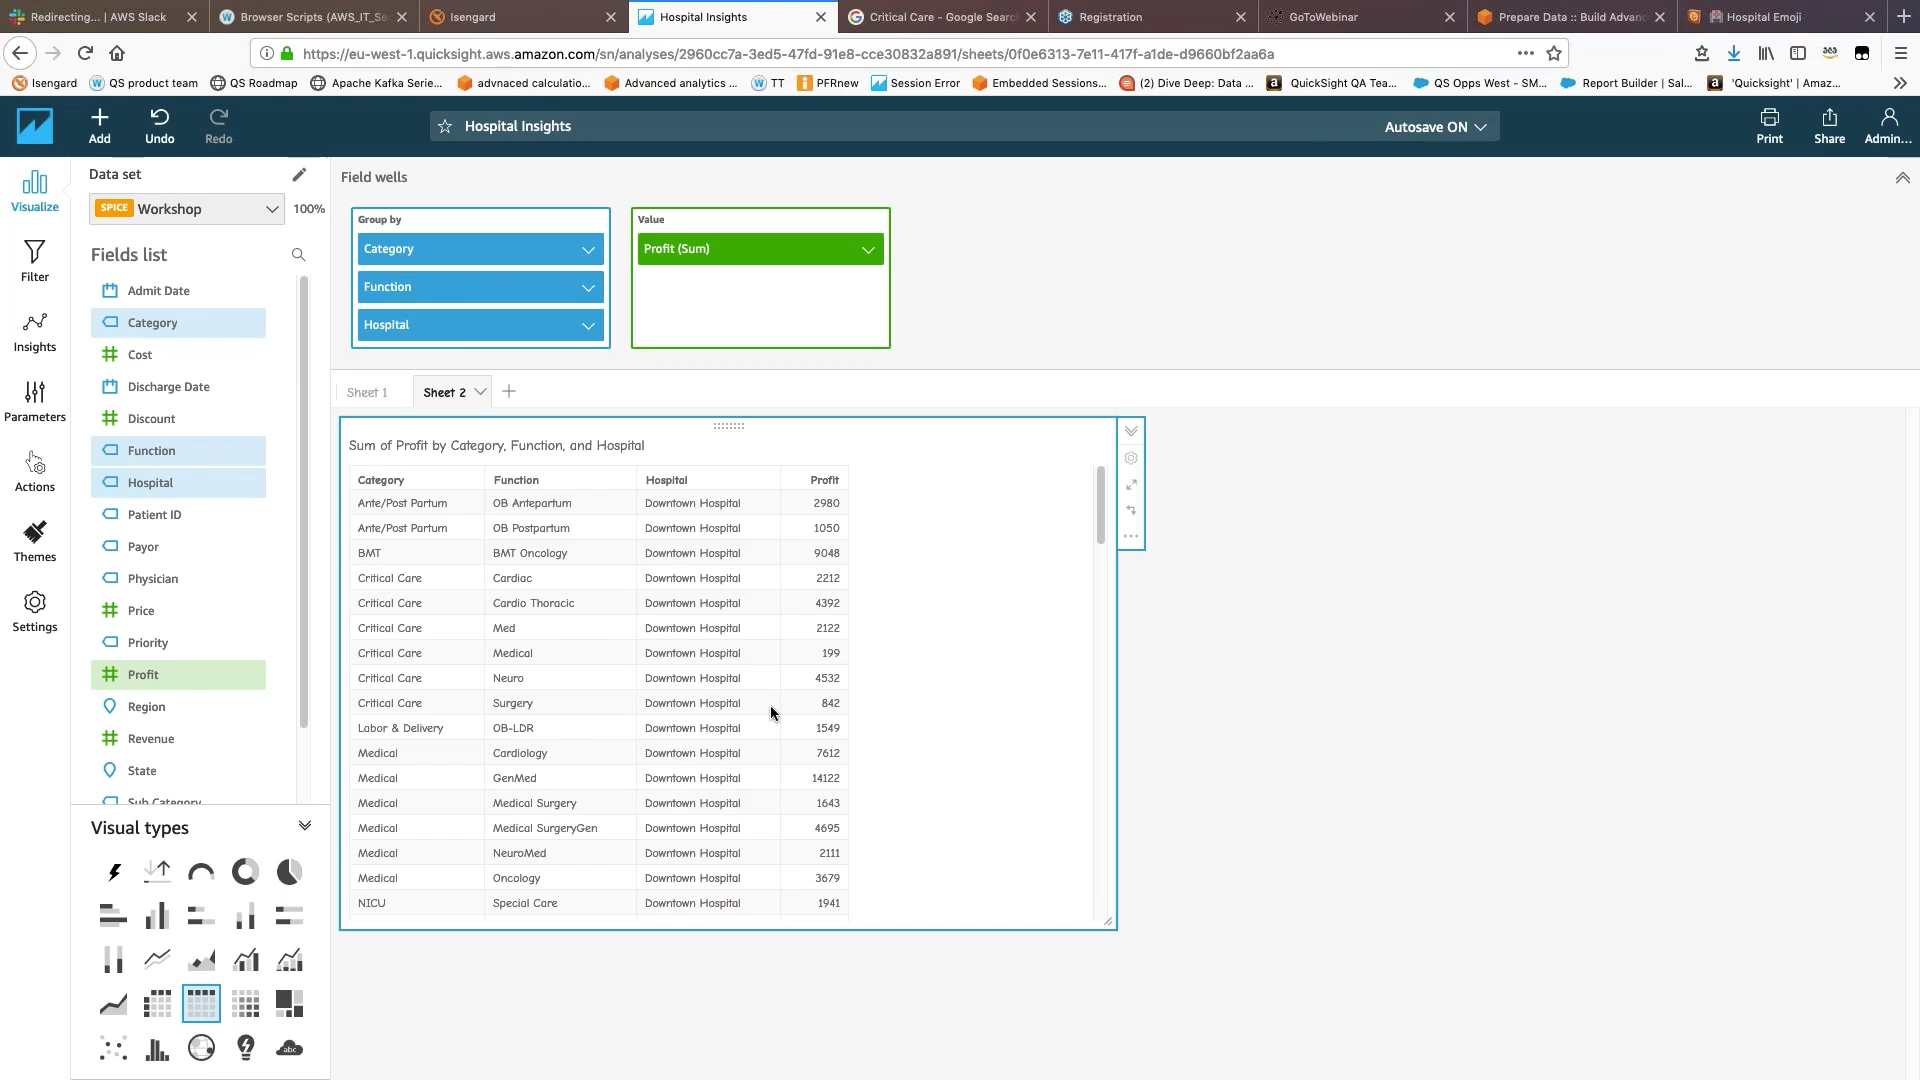 Redirecting... | AWS Slack
Browser Scripts (AWS_IT_Se
Isengard
Hospital Insights
Critical Care - Google Search
Registration
GoToWebinar
Prepare Data :: Build Advanc
Hospital Emoji
https://eu-west-1.quicksight.aws.amazon.com/sn/analyses/2960cc7a-3ed5-47fd-91e8-cce30832a891/sheets/0f0e6313-7e11-417f-a1de-d9660bf2aa6a
Isengard
QS product team
QS Roadmap
Apache Kafka Serie...
advnaced calculatio...
Advanced analytics ...
TT
PFRnew
Session Error
Embedded Sessions...
(2) Dive Deep: Data ...
QuickSight QA Tea...
QS Opps West - SM...
Report Builder | Sal...
'Quicksight' | Amaz...
Add
Undo
Redo
Hospital Insights
Autosave ON
Print
Share
Admin...
Visualize
Filter
Insights
Parameters
Actions
Themes
Settings
Data set
SPICE Workshop 100%
Fields list
Admit Date
Category
Cost
Discharge Date
Discount
Function
Hospital
Patient ID
Payor
Physician
Price
Priority
Profit
Region
Revenue
State
Sub Category
Visual types
abc
Field wells
Group by
Category
Function
Hospital
Value
Profit (Sum)
Sheet 1
Sheet 2
Sum of Profit by Category, Function, and Hospital
Category Function Hospital Profit
Ante/Post Partum OB Antepartum Downtown Hospital 2980
Ante/Post Partum OB Postpartum Downtown Hospital 1050
BMT BMT Oncology Downtown Hospital 9048
Critical Care Cardiac Downtown Hospital 2212
Critical Care Cardio Thoracic Downtown Hospital 4392
Critical Care Med Downtown Hospital 2122
Critical Care Medical Downtown Hospital 199
Critical Care Neuro Downtown Hospital 4532
Critical Care Surgery Downtown Hospital 842
Labor & Delivery OB-LDR Downtown Hospital 1549
Medical Cardiology Downtown Hospital 7612
Medical GenMed Downtown Hospital 14122
Medical Medical Surgery Downtown Hospital 1643
Medical Medical SurgeryGen Downtown Hospital 4695
Medical NeuroMed Downtown Hospital 2111
Medical Oncology Downtown Hospital 3679
NICU Special Care Downtown Hospital 1941